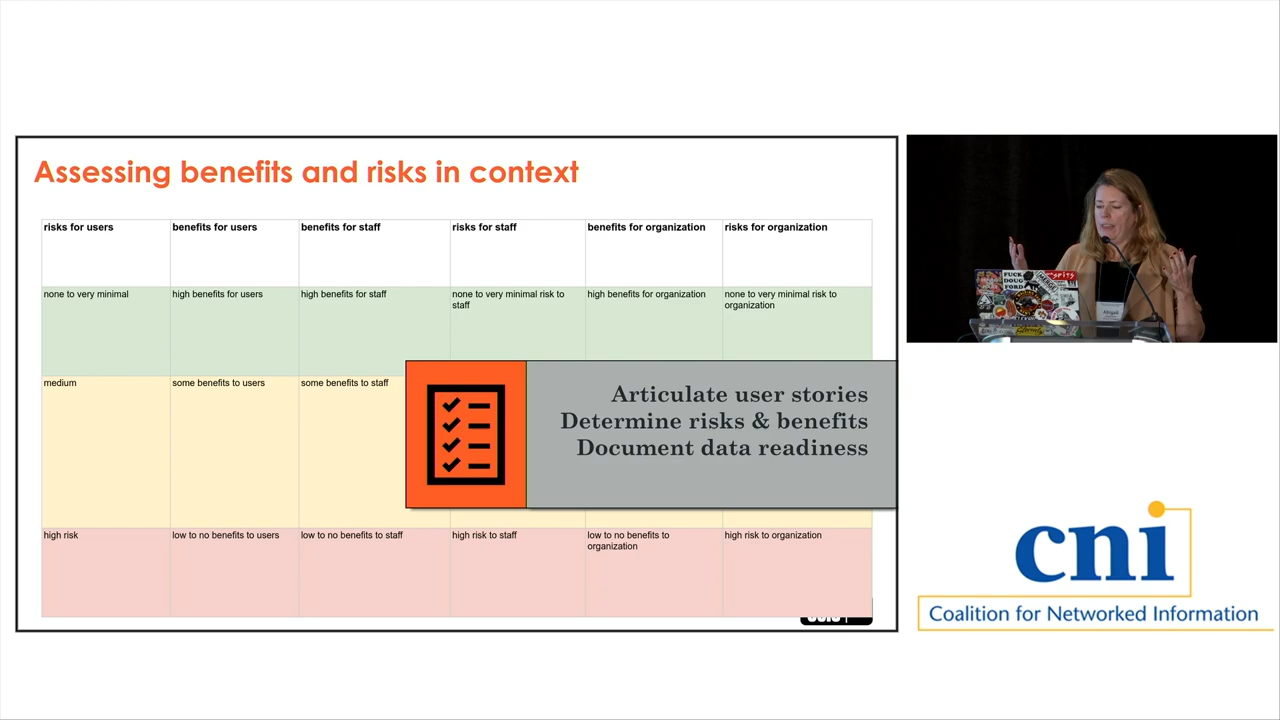 Assessing benefits and risks in context
risks for users
benefits for users
benefits for staff
risks for staff
benefits for organization
risks for organization
none to very minimal
high benefits for users
high benefits for staff
none to very minimal risk to
staff
high benefits for organization
none to very minimal risk to
organization
medium
some benefits to users
some benefits to staff
Articulate user stories
Determine risks & benefits
Document data readiness
high risk
low to no benefits to users
low to no benefits to staff
high risk to staff
low to no benefits to
organization
high risk to organization
FUCK
DOUG
FORD
MERGE
Abigail
cni
Coalition for Networked Information